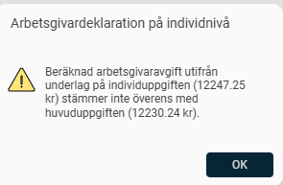 Arbetsgivardeklaration på individnivå
Beräknad arbetsgivaravgift utifrån
underlag på individuppgiften (12247.25
kr) stämmer inte överens med
huvuduppgiften (12230.24 kr).
OK